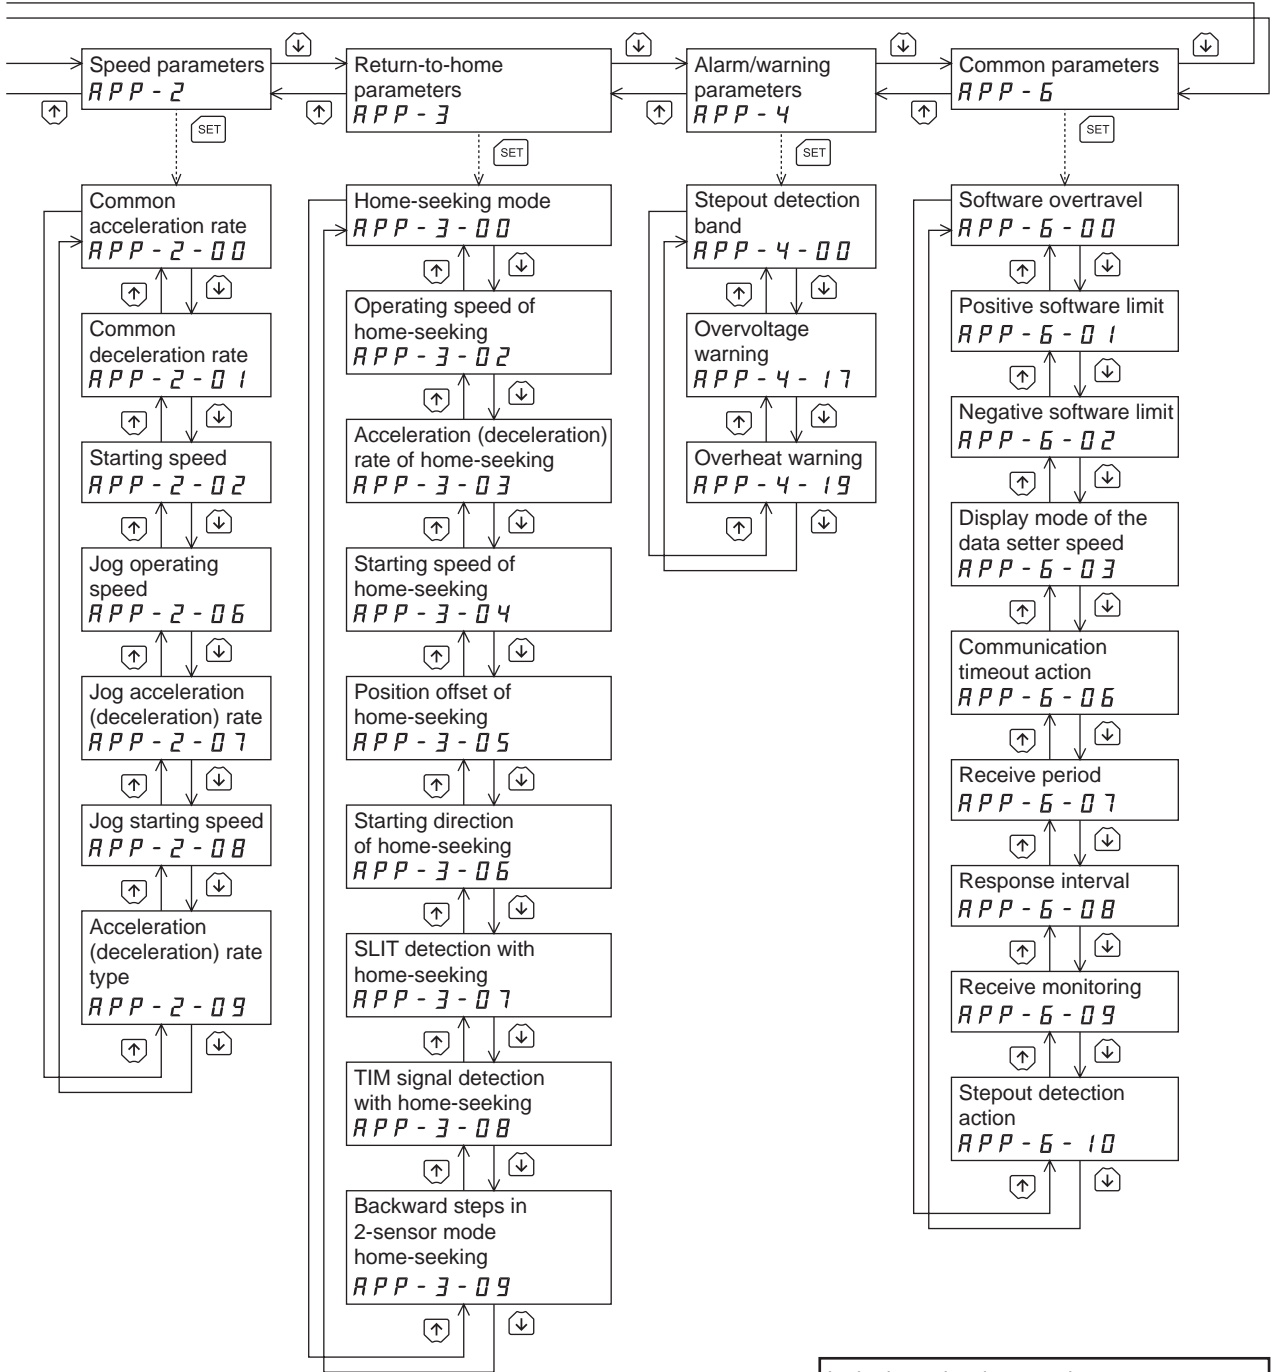 Speed parameters
APP-2
Return-to-home
parameters
APP-3
Alarm/warning
parameters
APP-4
Common parameters
APP-6
SET
SET
SET
SET
Common
acceleration rate
APP-2-00
Common
deceleration rate
APP-2-01
Starting speed
APP-2-02
Jog operating
speed
APP-2-06
Jog acceleration
(deceleration) rate
APP-2-07
Jog starting speed
APP-2-08
Acceleration
(deceleration) rate
type
APP-2-09
Home-seeking mode
APP-3-00
Operating speed of
home-seeking
APP-3-02
Acceleration (deceleration)
rate of home-seeking
APP-3-03
Starting speed of
home-seeking
APP-3-04
Position offset of
home-seeking
APP-3-05
Starting direction
of home-seeking
APP-3-06
SLIT detection with
home-seeking
APP-3-07
TIM signal detection
with home-seeking
APP-3-08
Backward steps in
2-sensor mode
home-seeking
APP-3-09
Stepout detection
band
APP-4-00
Overvoltage
warning
APP-4-17
Overheat warning
APP-4-19
Software overtravel
APP-6-00
Positive software limit
APP-6-01
Negative software limit
APP-6-02
Display mode of the
data setter speed
APP-6-03
Communication
timeout action
APP-6-06
Receive period
APP-6-07
Response interval
APP-6-08
Receive monitoring
APP-6-09
Stepout detection
action
APP-6-10